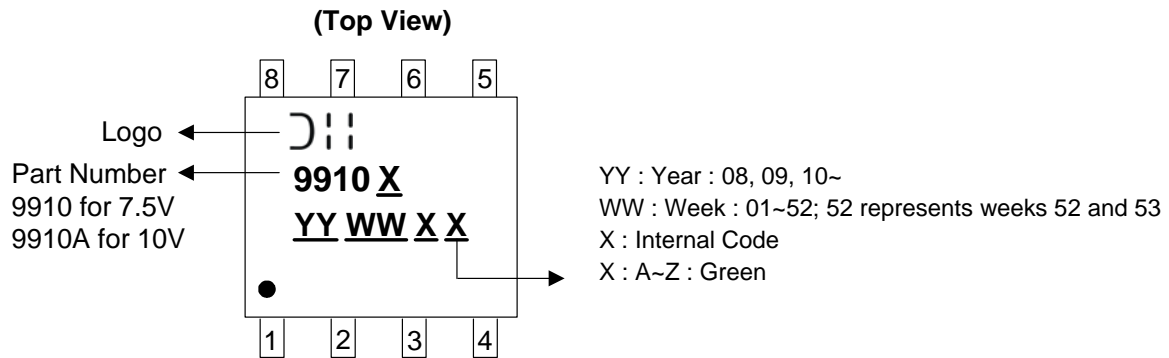 (Top View)
8 7 6 5
Logo
Part Number
9910 for 7.5V
9910A for 10V
9910 X
YY WW X X
1 2 3 4
YY : Year : 08, 09, 10~
WW : Week : 01~52; 52 represents weeks 52 and 53
X : Internal Code
X : A~Z : Green